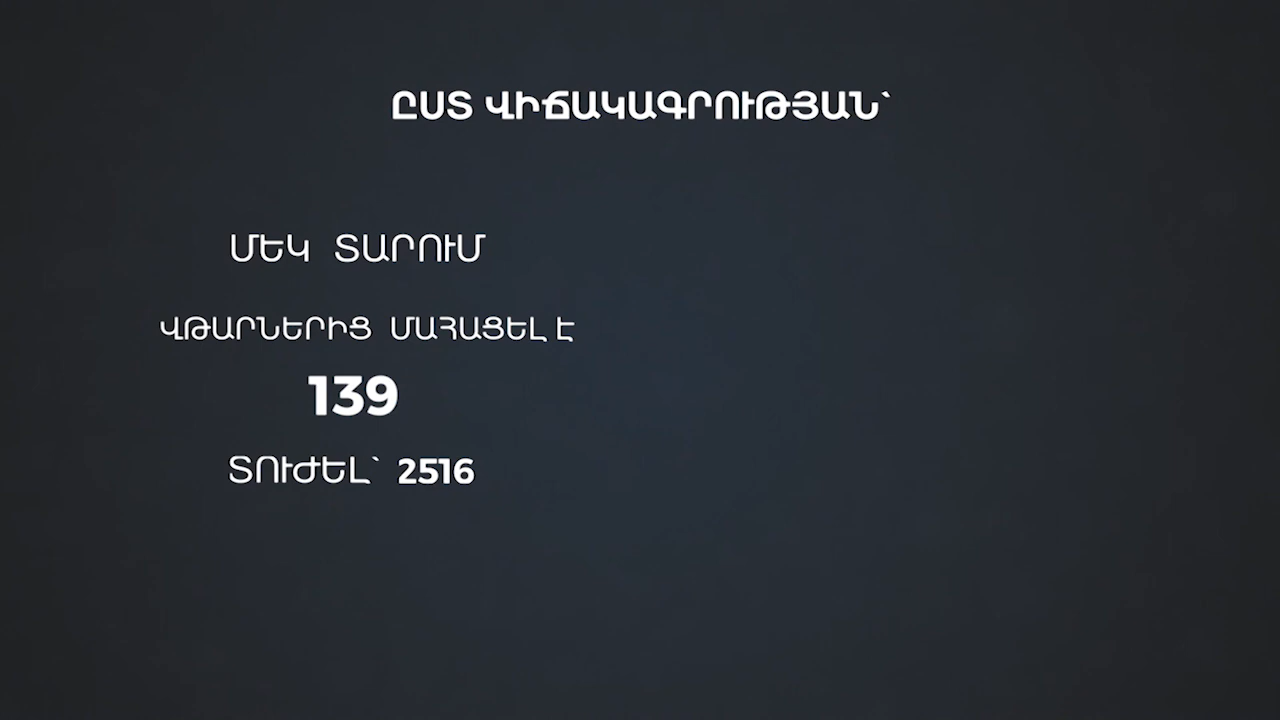 ԸՍՏ ՎԻՃԱԿԱԳՐՈՒԹՅԱՆ՝
ՄԵԿ ՏԱՐՈՒՄ
ՎԹԱՐՆԵՐԻՑ ՄԱՀԱՑԵԼ Է
139
ՏՈՒԺԵԼ՝ 2516